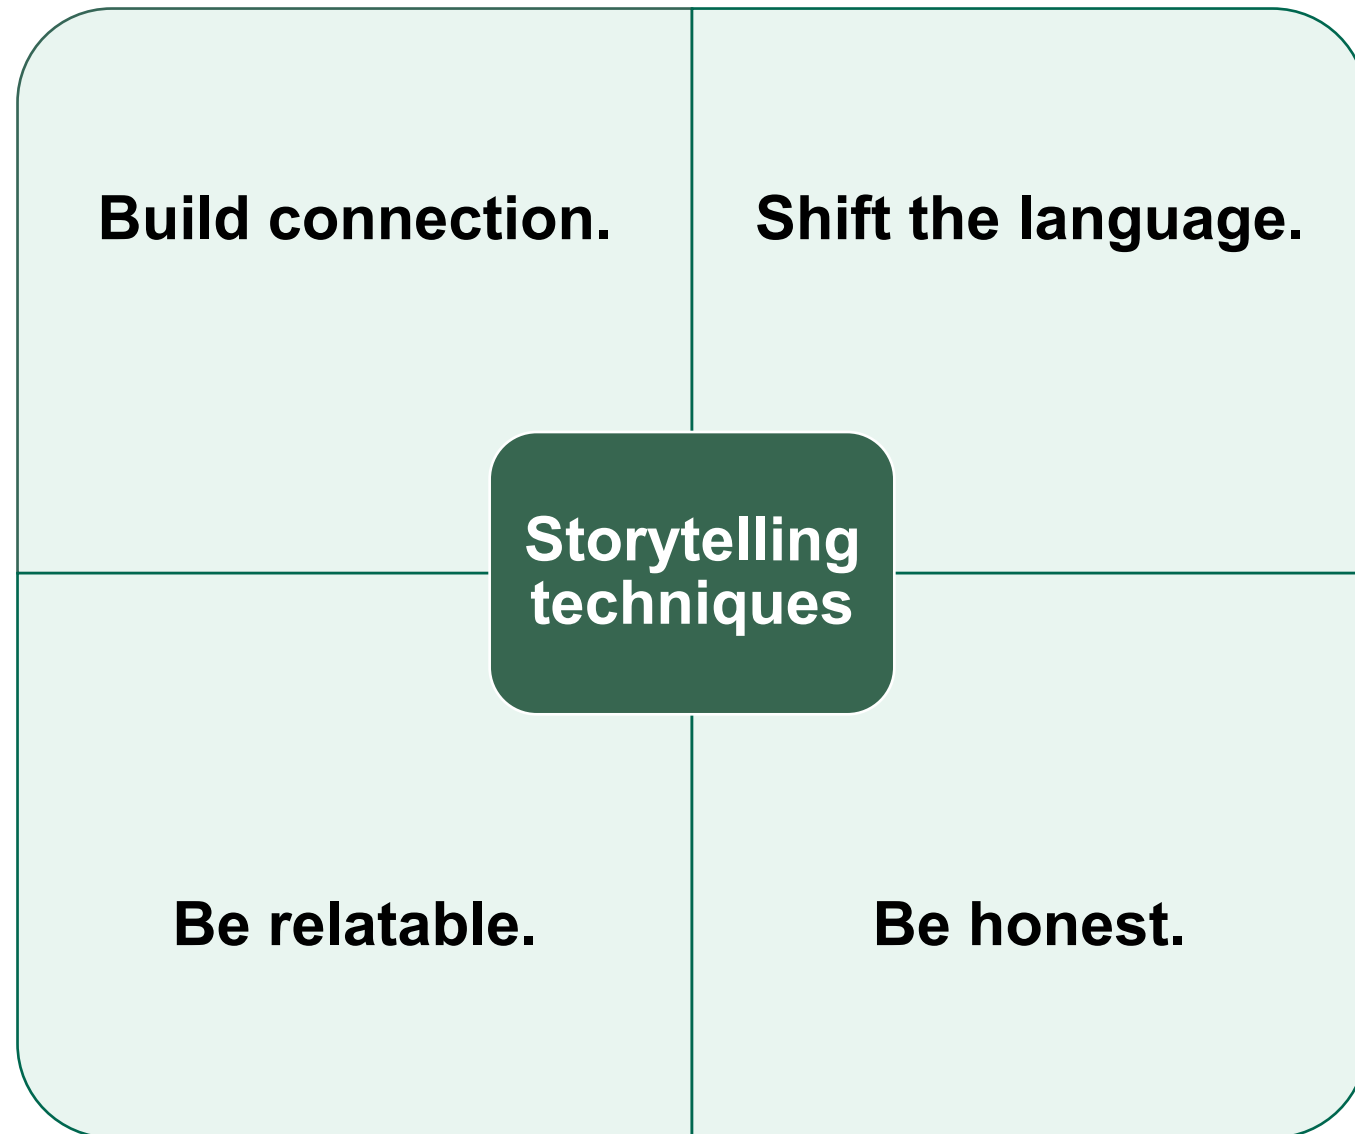 Build connection.
Shift the language.
Storytelling
techniques
Be relatable.
Be honest.